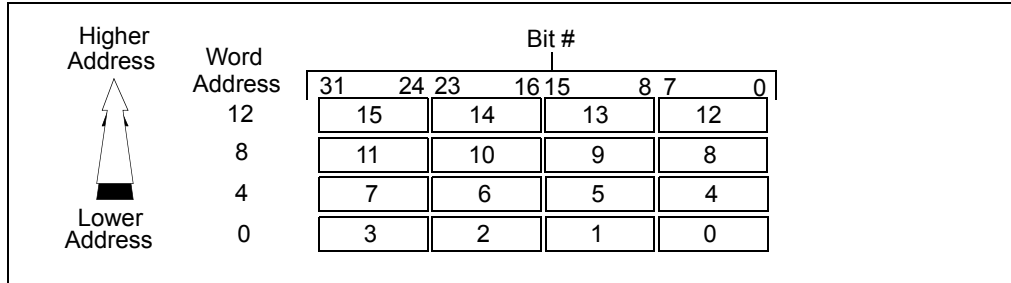 Higher
Address
Word
Address
Bit #
31 24 23 16 15 8 7 0
12 15 14 13 12
8 11 10 9 8
4 7 6 5 4
0 3 2 1 0
Lower
Address